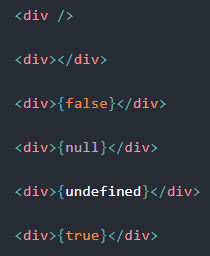 <div />
<div></div>
<div>{false}</div>
<div>{null}</div>
<div>{undefined}</div>
<div>{true}</div>